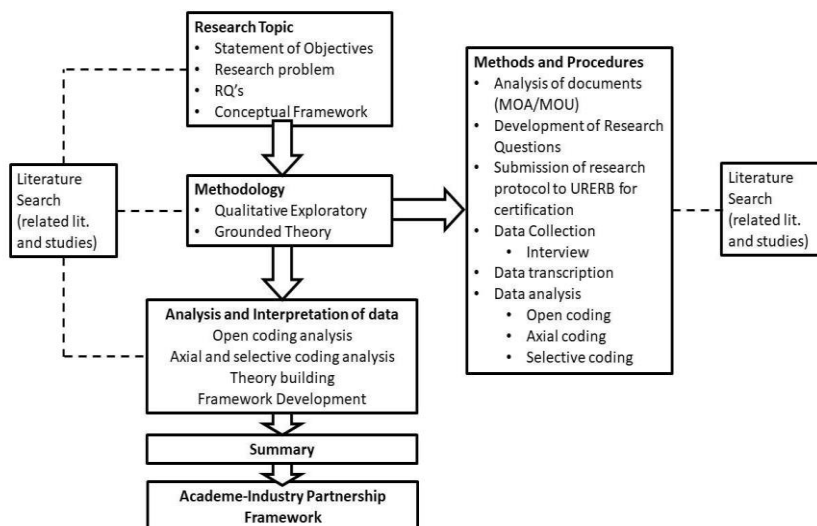 Research Topic
• Statement of Objectives
• Research problem
• RQ's
• Conceptual Framework
Literature
Search
(related lit.
and studies)
Methodology
• Qualitative Exploratory
• Grounded Theory
Analysis and Interpretation of data
Open coding analysis
Axial and selective coding analysis
Theory building
Framework Development
Summary
Academe-Industry Partnership
Framework
Methods and Procedures
• Analysis of documents
(MOA/MOU)
• Development of Research
Questions
• Submission of research
protocol to URERB for
certification
• Data Collection
• Interview
• Data transcription
• Data analysis
• Open coding
• Axial coding
• Selective coding
Literature
Search
(related lit.
and studies)